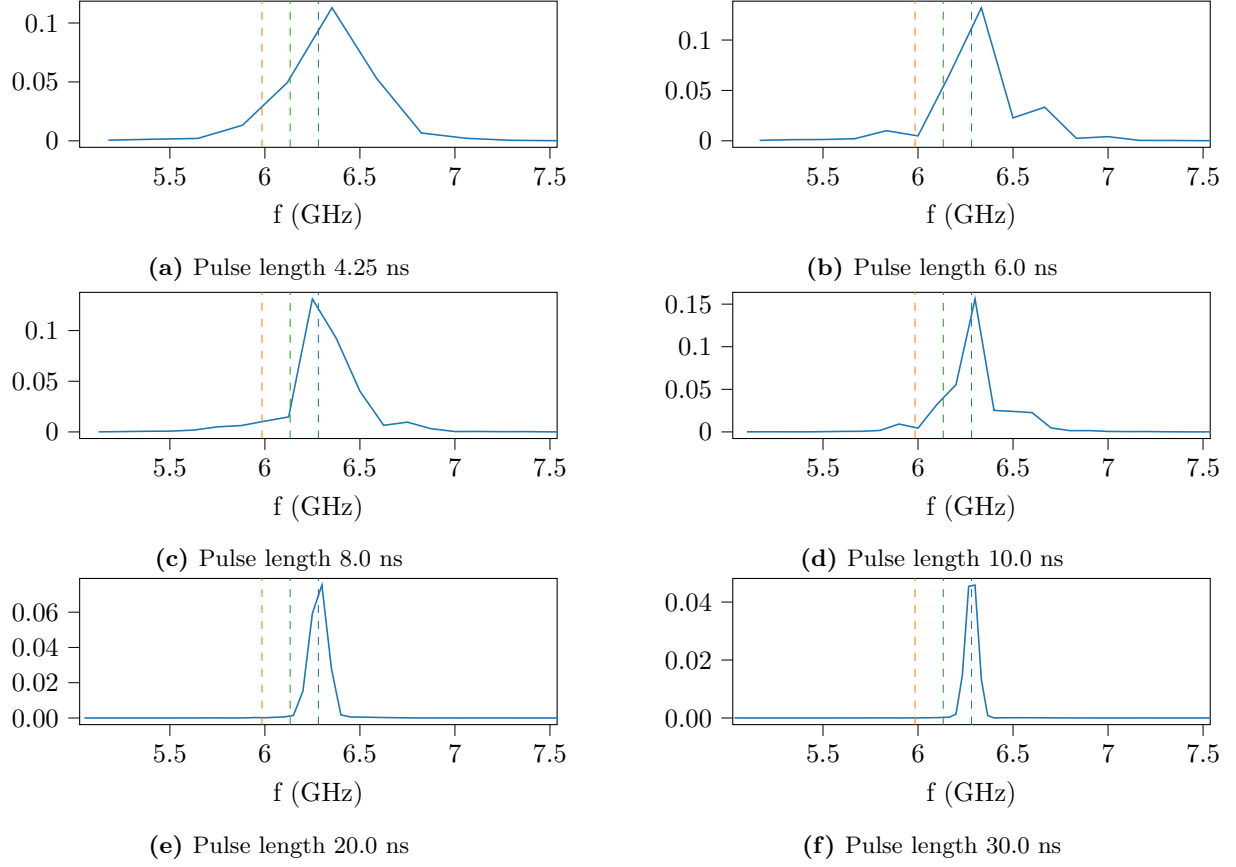 0.1
0.05
0
5.5 6 6.5 7 7.5
f (GHz)
(a) Pulse length 4.25 ns
0.1
0.05
0
5.5 6 6.5 7 7.5
f (GHz)
(b) Pulse length 6.0 ns
0.1
0.05
0
5.5 6 6.5 7 7.5
f (GHz)
(c) Pulse length 8.0 ns
0.15
0.1
0.05
0
5.5 6 6.5 7 7.5
f (GHz)
(d) Pulse length 10.0 ns
0.06
0.04
0.02
0.00
5.5 6 6.5 7 7.5
f (GHz)
(e) Pulse length 20.0 ns
0.04
0.02
0.00
5.5 6 6.5 7 7.5
f (GHz)
(f) Pulse length 30.0 ns